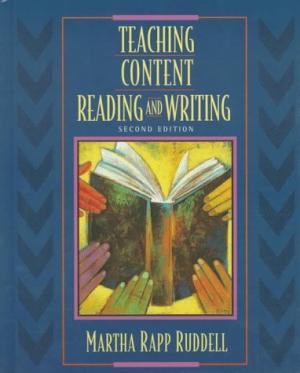 TEACHING
CONTENT
READING AND WRITING
SECOND EDITION
MARTHA RAPP RUDDELL